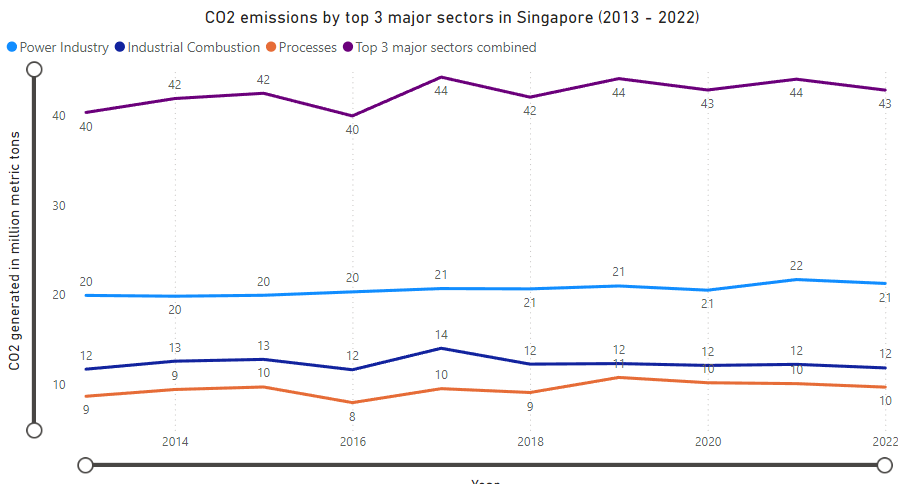 CO2 emissions by top 3 major sectors in Singapore (2013 - 2022)
Power Industry Industrial Combustion Processes Top 3 major sectors combined
CO2 generated in million metric tons
40
30
20
10
40 42 42 40 44 42 44 43 44 43
20 20 20 20 21 21 21 21 22 21
12 13 13 12 14 12 12 12 12 12
9 9 10 8 10 9 11 10 10 10
2014 2016 2018 2020 2022
Year